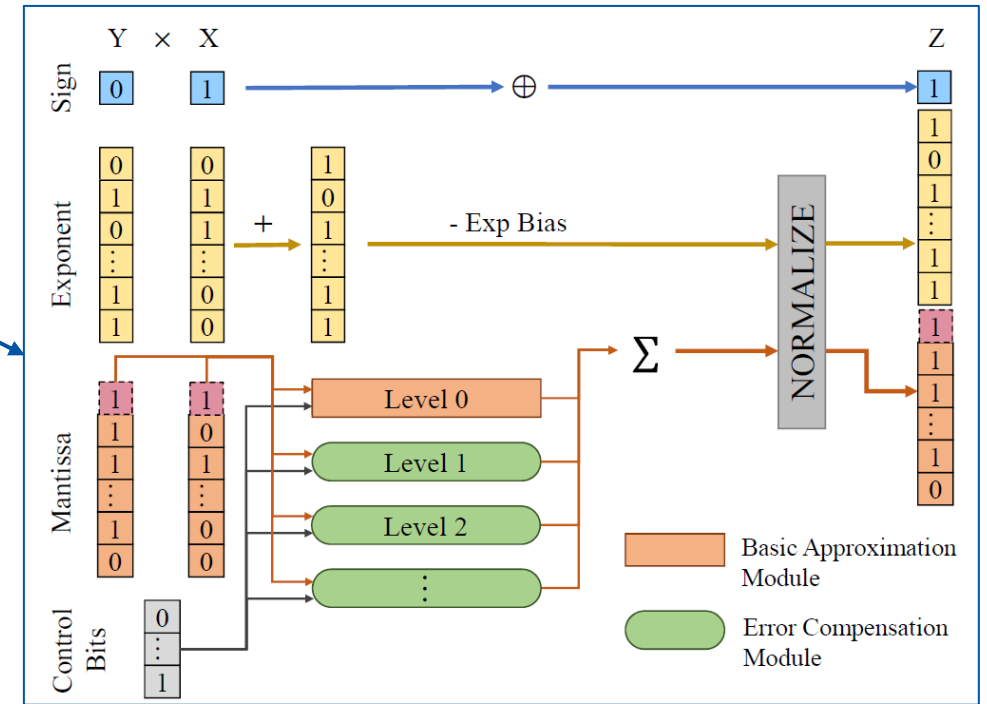 Y × X Z
Sign 0 1 ⊕ 1
Exponent
0 0 1 1
1 1 0 0
0 1 + 1 - Exp Bias 1
⋮ ⋮ ⋮ ⋮
1 0 1 1
1 0 1 1
NORMALIZE
Mantissa
1 1 1
1 0 1
1 1 1
⋮ ⋮ ⋮
1 0 1
0 0 0
Level 0
Level 1
Level 2
⋮
Σ
Control
Bits
0
⋮
1
Basic Approximation
Module
Error Compensation
Module